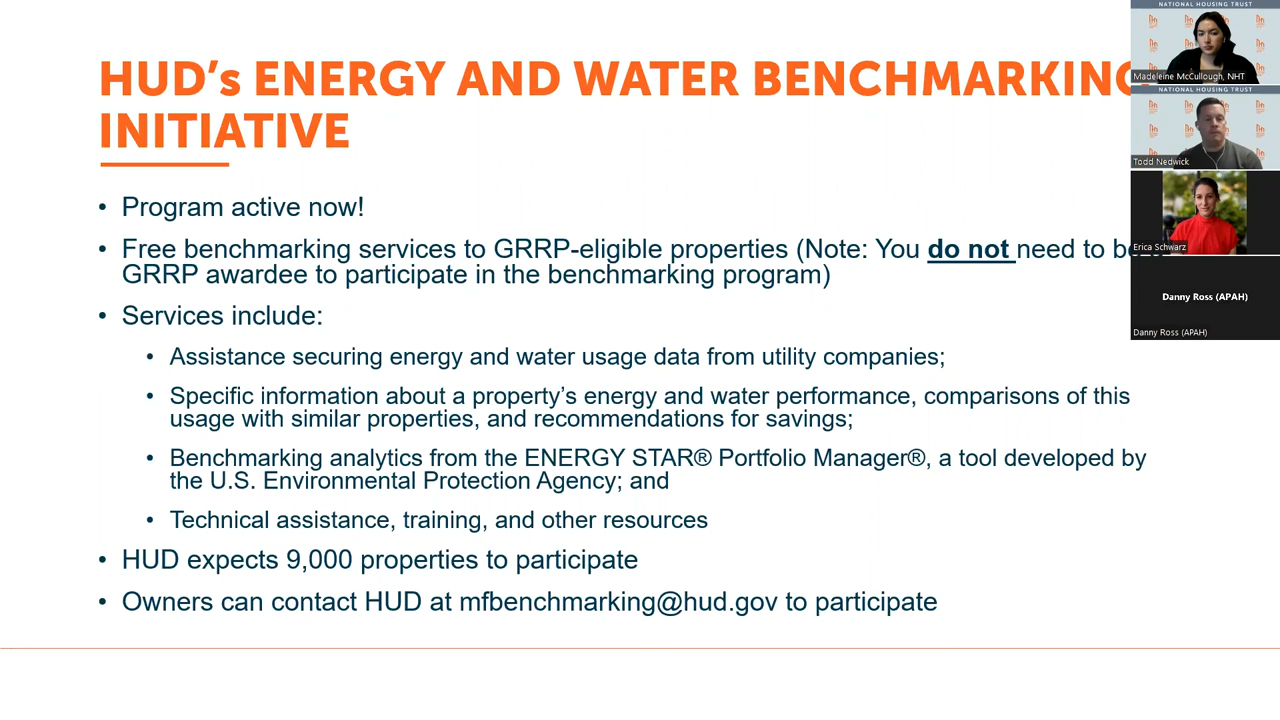 HUD's ENERGY AND WATER BENCHMARKING
INITIATIVE
• Program active now!
• Free benchmarking services to GRRP-eligible properties (Note: You do not need to be a
GRRP awardee to participate in the benchmarking program)
• Services include:
• Assistance securing energy and water usage data from utility companies;
• Specific information about a property's energy and water performance, comparisons of this
usage with similar properties, and recommendations for savings;
• Benchmarking analytics from the ENERGY STAR® Portfolio Manager®, a tool developed by
the U.S. Environmental Protection Agency; and
• Technical assistance, training, and other resources
• HUD expects 9,000 properties to participate
• Owners can contact HUD at mfbenchmarking@hud.gov to participate
NATIONAL HOUSING TRUST
Madeleine McCullough, NHT
NATIONAL HOUSING TRUST
Todd Nedwick
Erica Schwarz
Danny Ross (APAH)
Danny Ross (APAH)